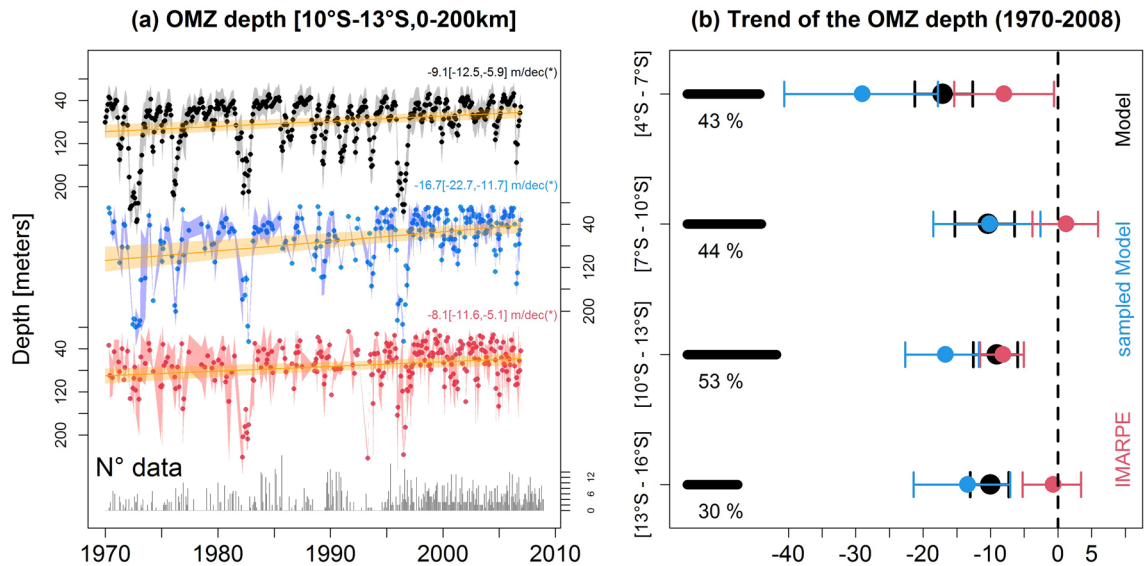 (a) OMZ depth [10°S-13°S,0-200km]
-9.1[-12.5,-5.9] m/dec(*)
40
120
200
-16.7[-22.7,-11.7] m/dec(*)
40
120
200
-8.1[-11.6,-5.1] m/dec(*)
40
120
200
Depth [meters]
N° data
12
6
0
1970
1980
1990
2000
2010
(b) Trend of the OMZ depth (1970-2008)
[4°S - 7°S]
43 %
[7°S - 10°S]
44 %
[10°S - 13°S]
53 %
[13°S - 16°S]
30 %
Model
sampled Model
IMARPE
-40
-30
-20
-10
0
5